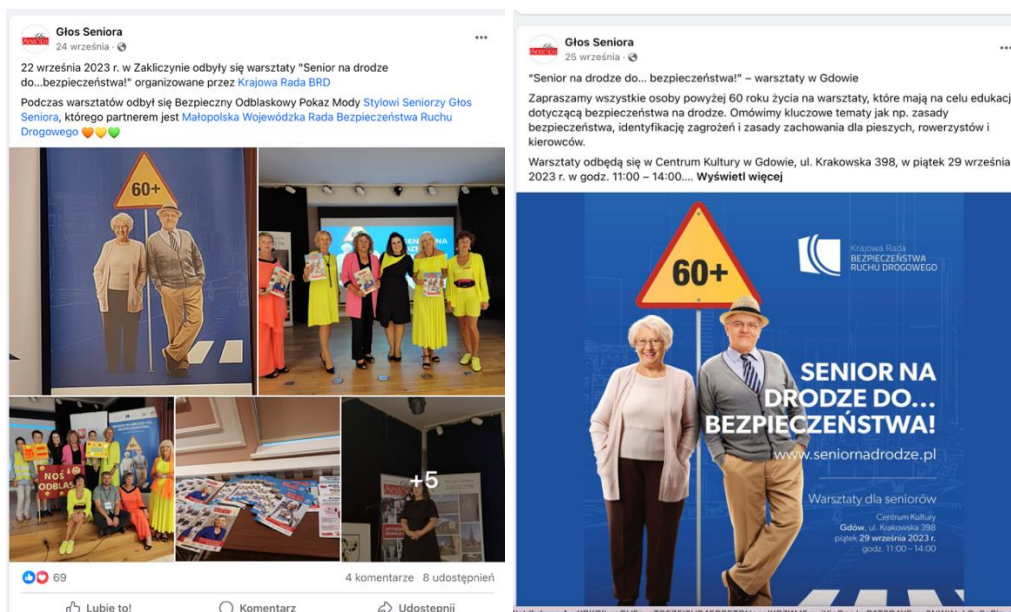 Głos Seniora
24 września
22 września 2023 r. w Zakliczynie odbyły się warsztaty "Senior na drodze
do...bezpieczeństwa!" organizowane przez Krajowa Rada BRD
Podczas warsztatów odbył się Bezpieczny Odblaskowy Pokaz Mody Stylowi Seniorzy Głos
Seniora, którego partnerem jest Małopolska Wojewódzka Rada Bezpieczeństwa Ruchu
Drogowego 🧡💛💚
60+
SENIOR NA
60+
NOŚ
ODBLAS
+5
69
4 komentarze 8 udostępnień
Lubię to!
Komentarz
Udostępnij
Głos Seniora
25 września
"Senior na drodze do... bezpieczeństwa!" – warsztaty w Gdowie
Zapraszamy wszystkie osoby powyżej 60 roku życia na warsztaty, które mają na celu edukacj
dotyczącą bezpieczeństwa na drodze. Omówimy kluczowe tematy jak np. zasady
bezpieczeństwa, identyfikację zagrożeń i zasady zachowania dla pieszych, rowerzystów i
kierowców.
Warsztaty odbędą się w Centrum Kultury w Gdowie, ul. Krakowska 398, w piątek 29 września
2023 r. w godz. 11:00 – 14:00.... Wyświetl więcej
60+
Krajowa Rada
BEZPIECZEŃSTWA
RUCHU DROGOWEGO
SENIOR NA
DRODZE DO...
BEZPIECZEŃSTWA!
www.seniornadrodze.pl
Warsztaty dla seniorów
Centrum Kultury
Gdów, ul. Krakowska 398
piątek 29 września 2023 r.
godz. 11:00 – 14:00